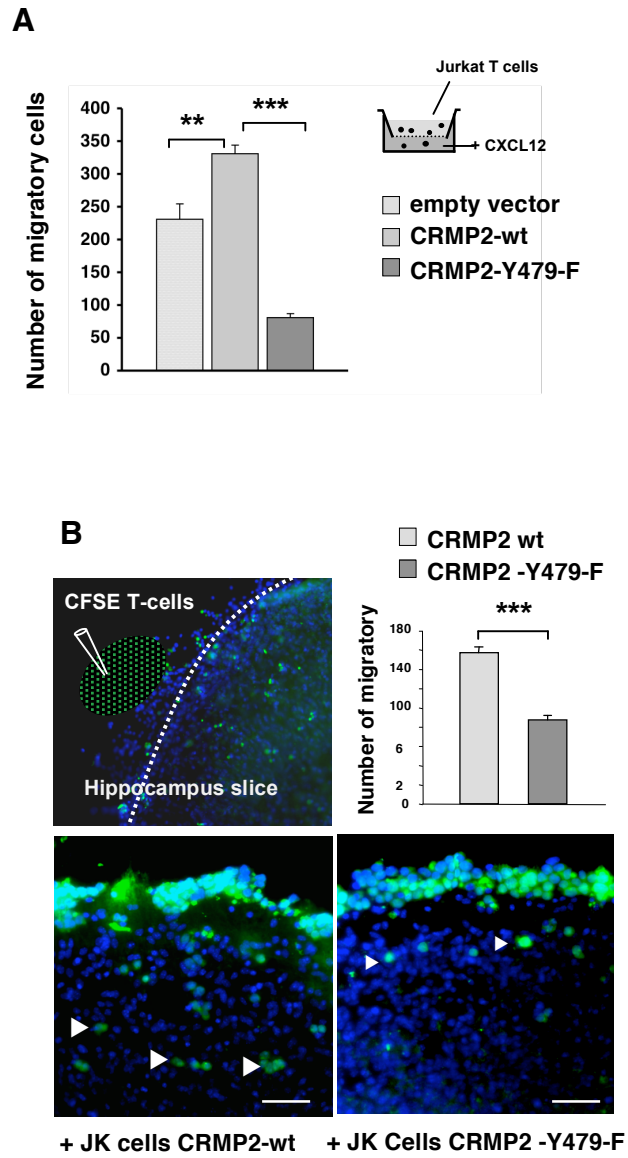 A
Jurkat T cells
+ CXCL12
Number of migratory cells
400
350
300
250
200
150
100
50
0
**
***
empty vector
CRMP2-wt
CRMP2-Y479-F
B
CRMP2 wt
CRMP2 -Y479-F
CFSE T-cells
Hippocampus slice
Number of migratory
180
140
100
6
2
0
***
+ JK cells CRMP2-wt
+ JK Cells CRMP2 -Y479-F